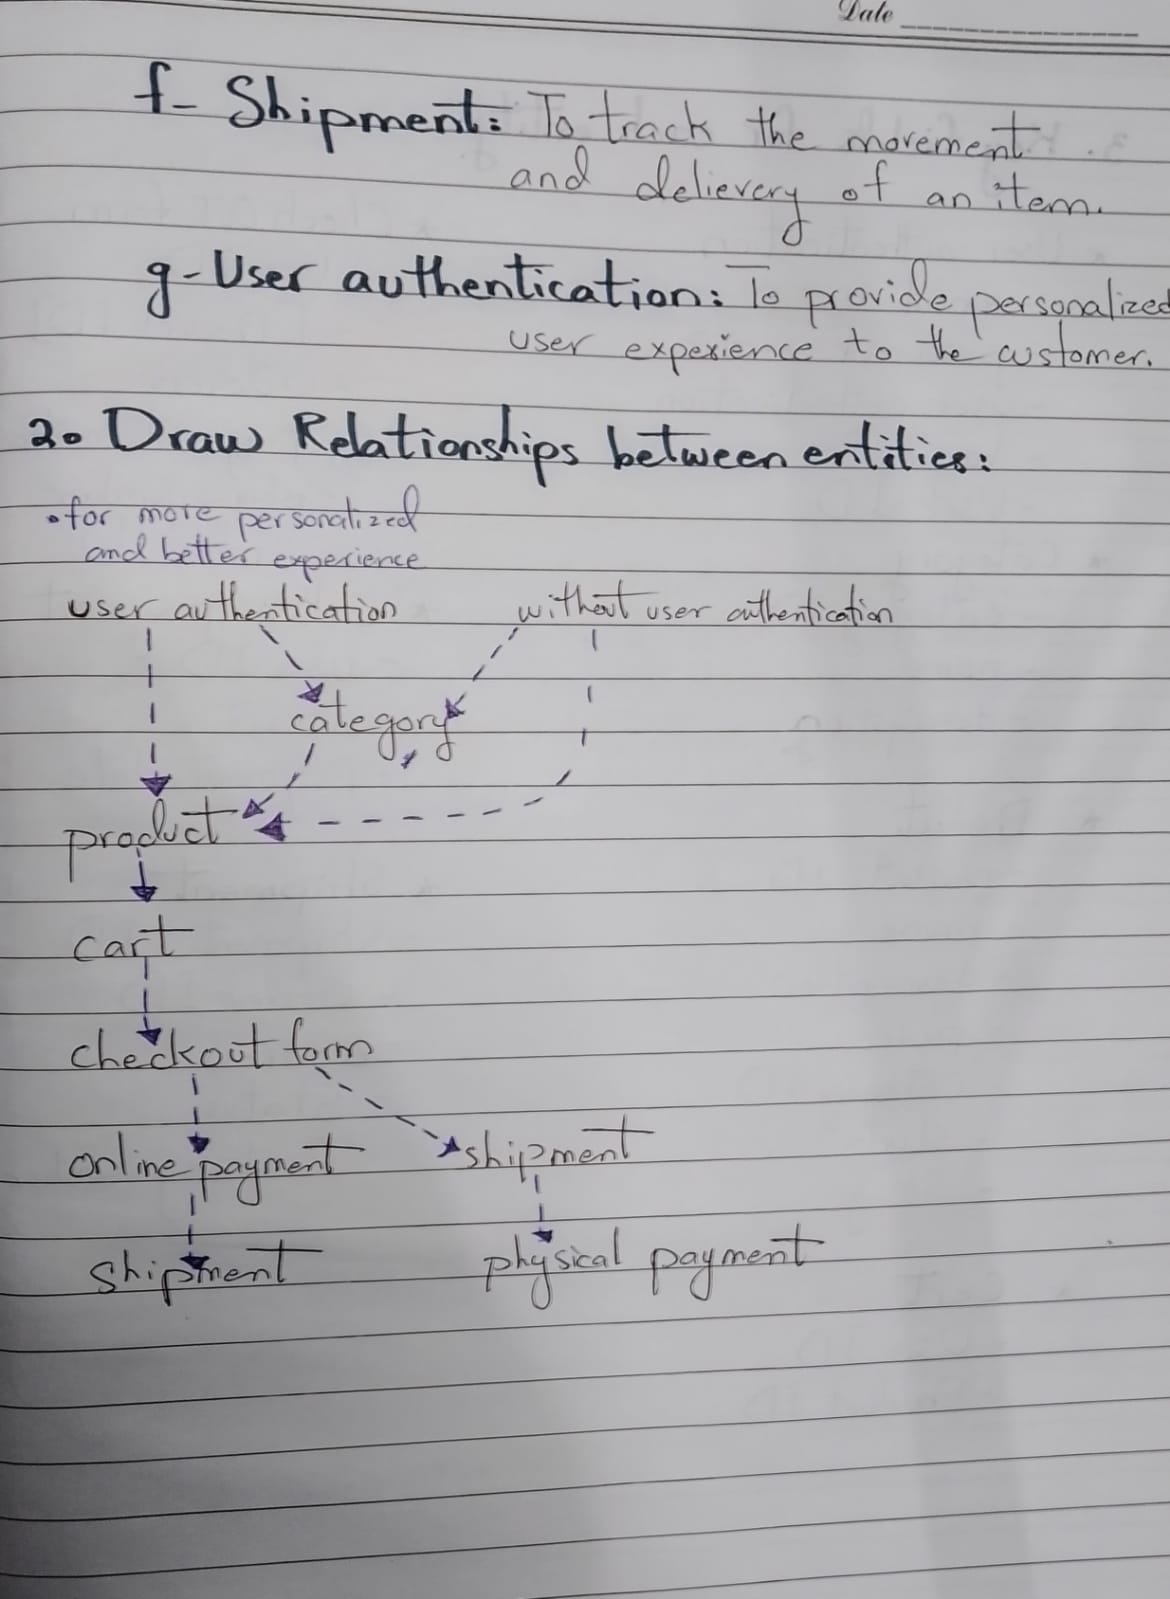 Date
f- Shipment: To track the movement
and delievery of an item.
g- User authentication: To provide personalized
user experience to the customer.
2. Draw Relationships between entities:
• for more personalized
and better experience
user authentication without user authentication
category,
product
cart
checkout form
online payment shipment
shipment physical payment